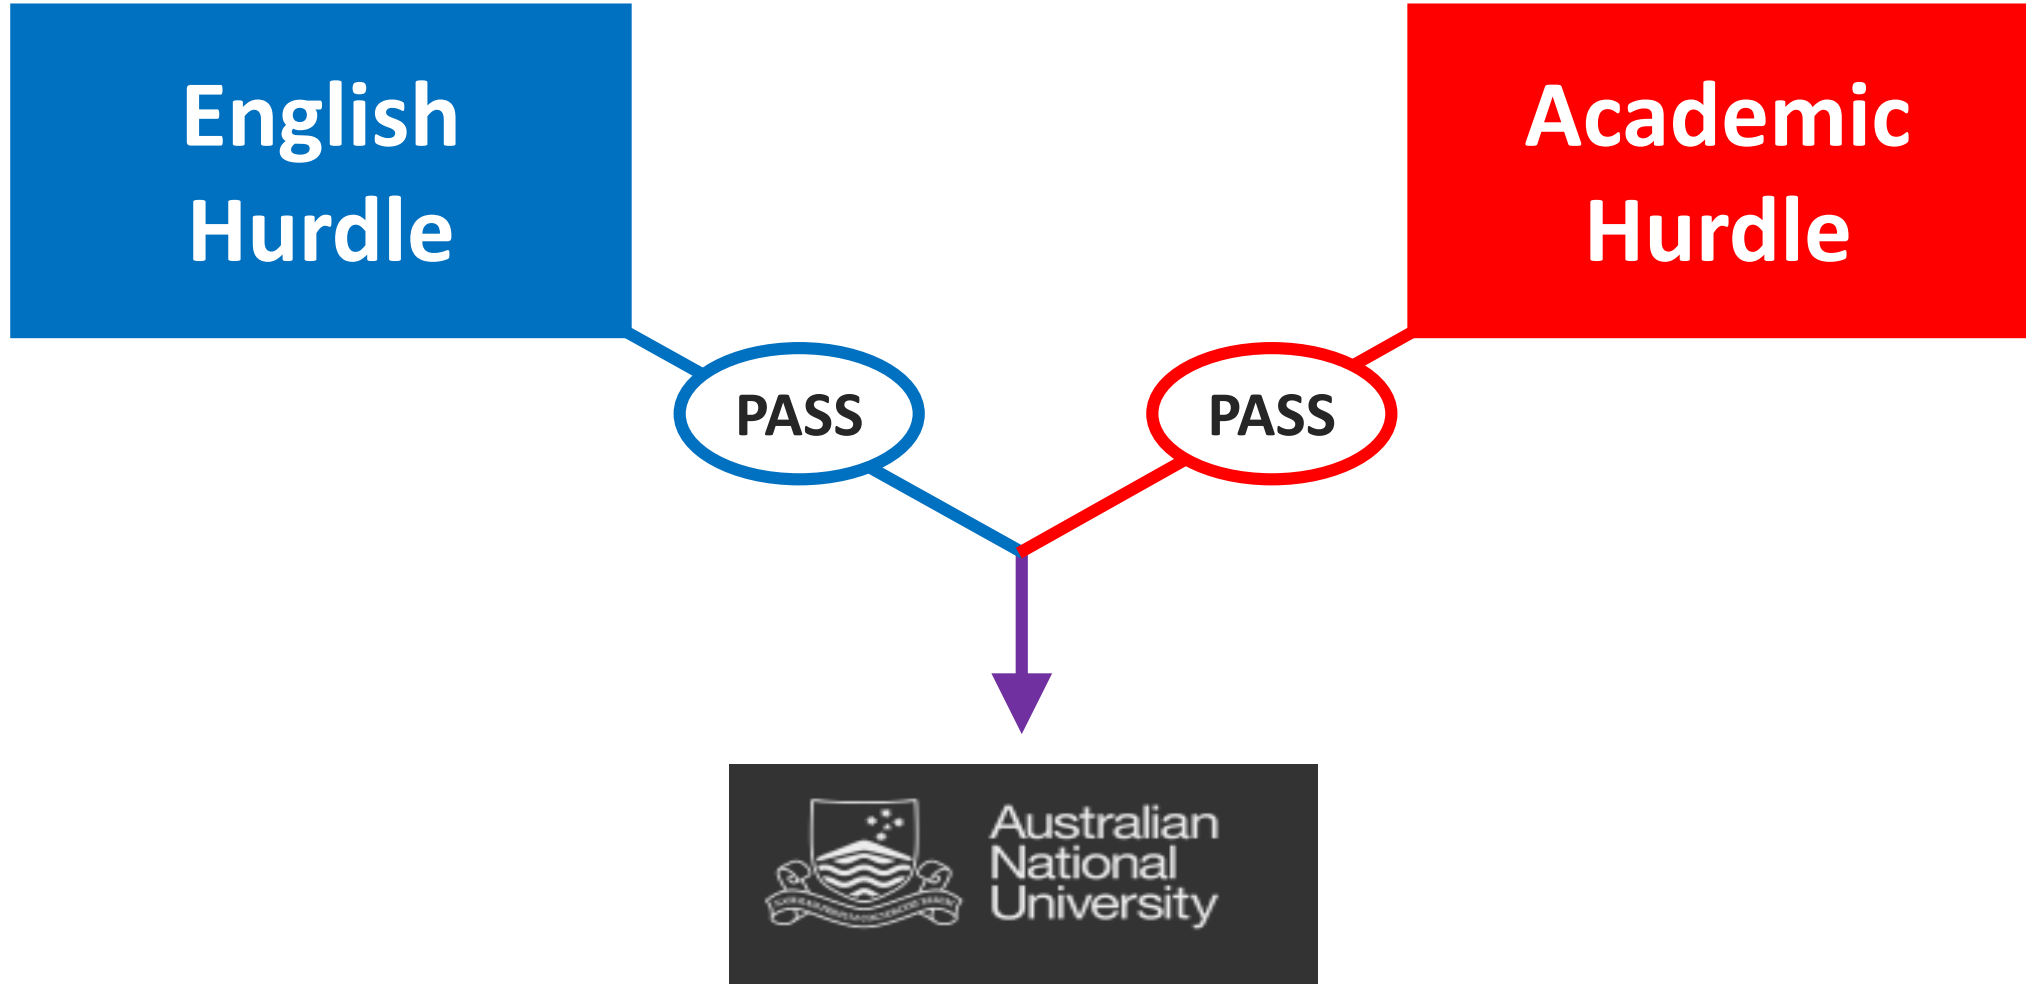 English
Hurdle
Academic
Hurdle
PASS
PASS
Australian
National
University